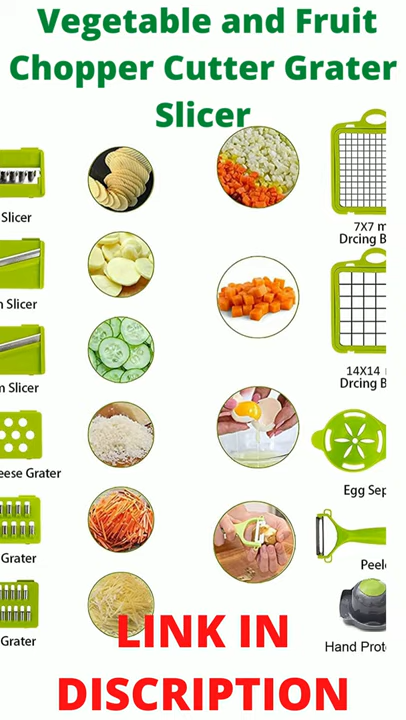 Vegetable and Fruit
Chopper Cutter Grater
Slicer
Slicer
7X7 m
Drcing B
Slicer
14X14
Drcing B
Slicer
eese Grater
Egg Sep
Grater
Peel
Grater
Hand Prot
LINK IN
DISCRIPTION